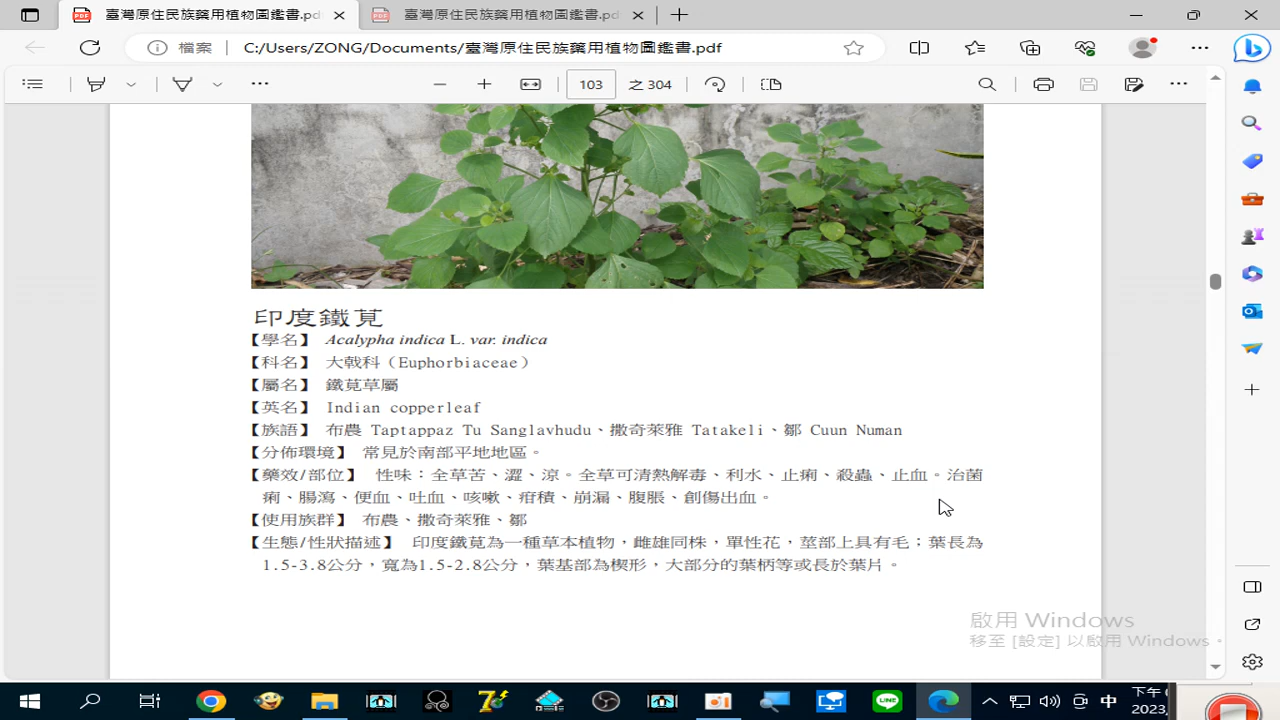 臺灣原住民族藥用植物圖鑑書.pd
臺灣原住民族藥用植物圖鑑書.pd
檔案 C:/Users/ZONG/Documents/臺灣原住民族藥用植物圖鑑書.pdf
103 之 304
印度鐵莧
【學名】 Acalypha indica L. var. indica
【科名】 大戟科（Euphorbiaceae）
【屬名】 鐵莧草屬
【英名】 Indian copperleaf
【族語】 布農 Taptappaz Tu Sanglavhudu、撒奇萊雅 Tatakeli、鄒 Cuun Numan
【分佈環境】 常見於南部平地地區。
【藥效/部位】 性味：全草苦、澀、涼。全草可清熱解毒、利水、止痢、殺蟲、止血。治菌
痢、腸瀉、便血、吐血、咳嗽、疳積、崩漏、腹脹、創傷出血。
【使用族群】 布農、撒奇萊雅、鄒
【生態/性狀描述】 印度鐵莧為一種草本植物，雌雄同株，單性花，莖部上具有毛；葉長為
1.5-3.8公分，寬為1.5-2.8公分，葉基部為楔形，大部分的葉柄等或長於葉片。
啟用 Windows
移至 [設定] 以啟用 Windows。
中
下午
2023,
LINE